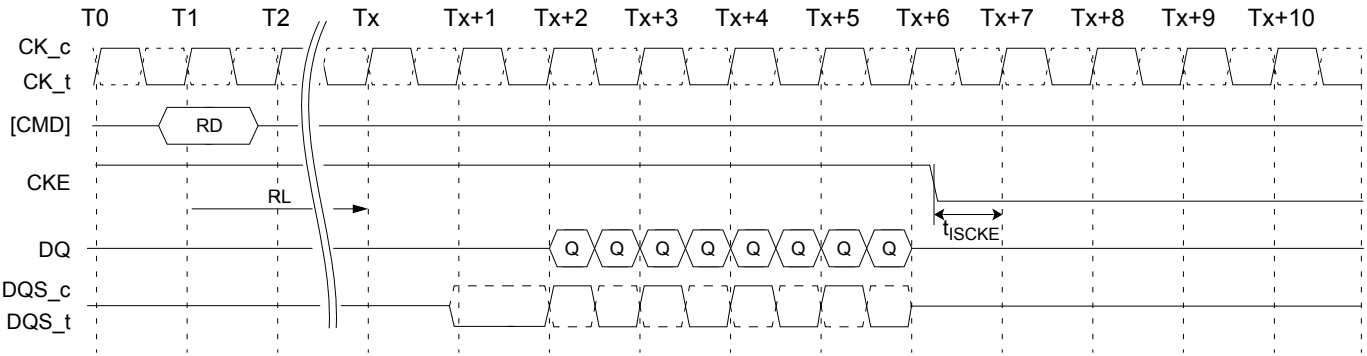 T0 T1 T2 Tx Tx+1 Tx+2 Tx+3 Tx+4 Tx+5 Tx+6 Tx+7 Tx+8 Tx+9 Tx+10
CK_c
CK_t
[CMD] RD
CKE
RL
tISCKE
DQ Q Q Q Q Q Q Q Q
DQS_c
DQS_t